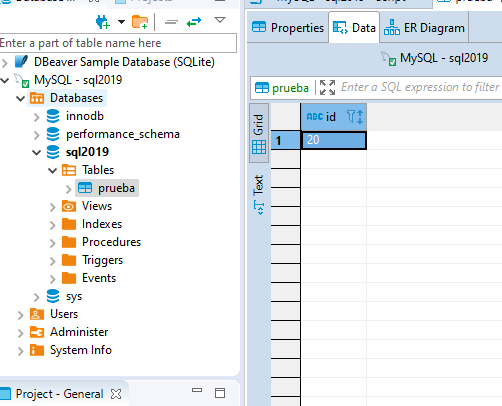 Projects
Enter a part of table name here
DBeaver Sample Database (SQLite)
MySQL - sql2019
Databases
innodb
performance_schema
sql2019
Tables
prueba
Views
Indexes
Procedures
Triggers
Events
sys
Users
Administer
System Info
Project - General
Properties
Data
ER Diagram
MySQL - sql2019
prueba
Enter a SQL expression to filter
Grid
Text
ABC id
1
20